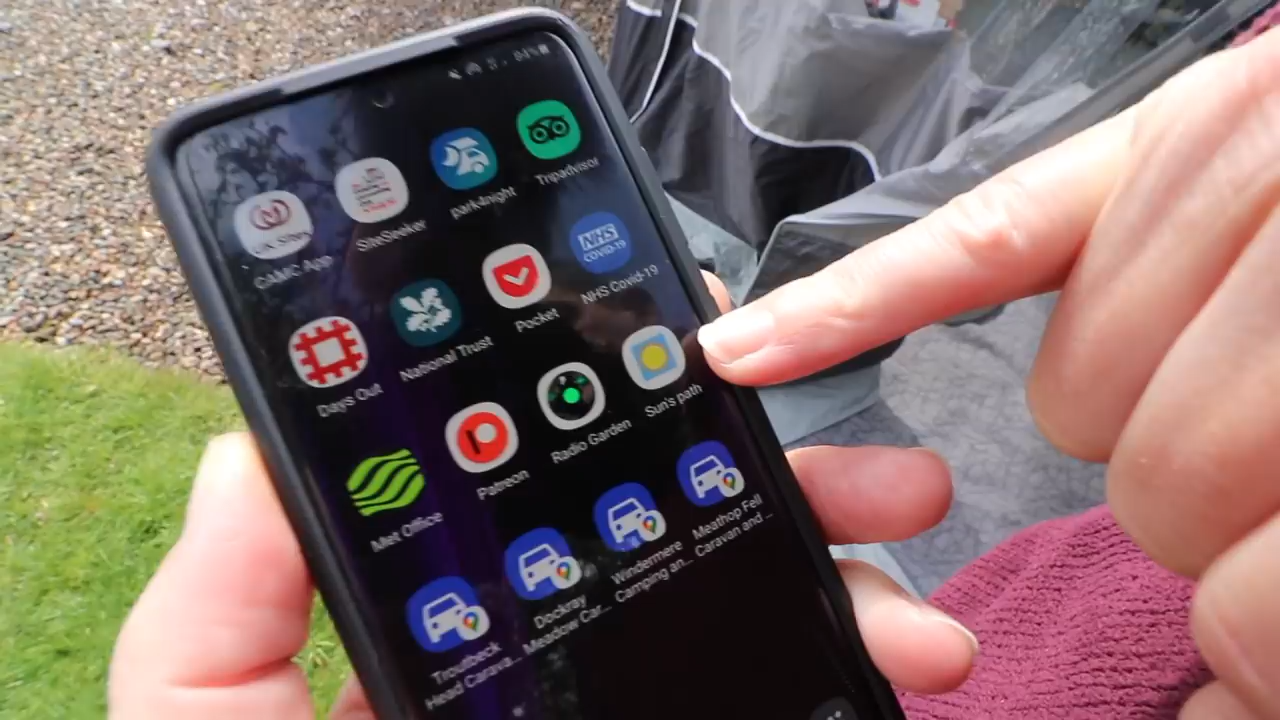 CAMC App
SiteSeeker
park4night
Tripadvisor
Days Out
National Trust
Pocket
NHS
COVID-19
NHS Covid-19
Met Office
Patreon
Radio Garden
Sun's path
Troutbeck
Head Carava...
Dockray
Meadow Car...
Windermere
Camping an...
Meathop Fell
Caravan and ...